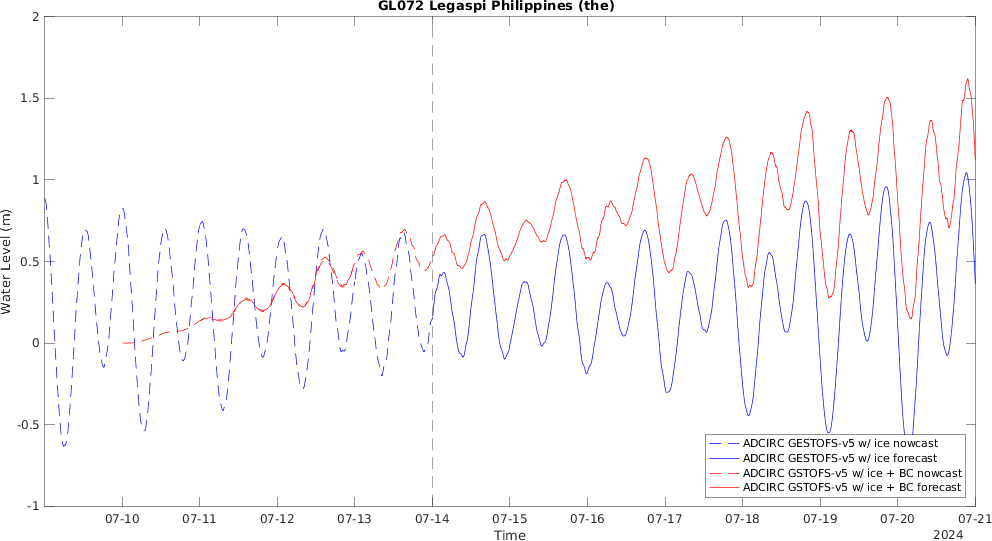 GL072 Legaspi Philippines (the)
2
1.5
1
0.5
0
-0.5
-1
Water Level (m)
07-10 07-11 07-12 07-13 07-14 07-15 07-16 07-17 07-18 07-19 07-20 07-21
Time
2024
ADCIRC GESTOFS-v5 w/ ice nowcast
ADCIRC GESTOFS-v5 w/ ice forecast
ADCIRC GSTOFS-v5 w/ ice + BC nowcast
ADCIRC GSTOFS-v5 w/ ice + BC forecast